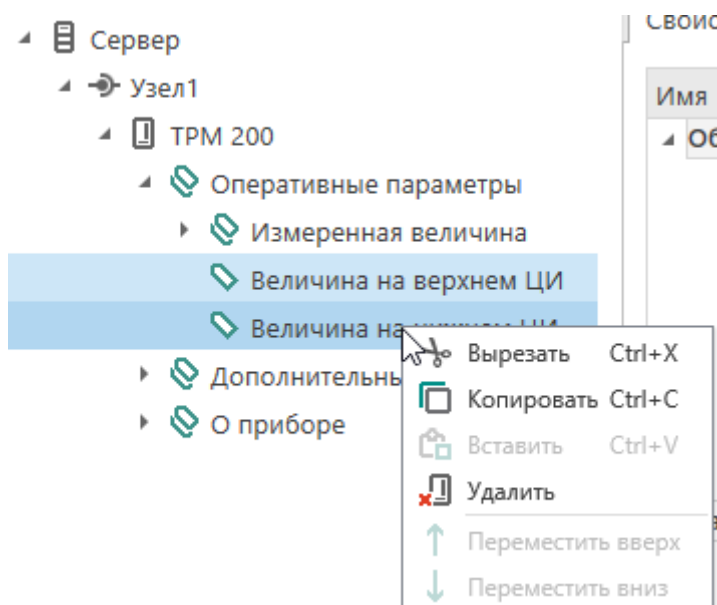 Сервер
Узел1
ТРМ 200
Оперативные параметры
Измеренная величина
Величина на верхнем ЦИ
Величина на
Дополнительны
О приборе
Имя
Вырезать Ctrl+X
Копировать Ctrl+C
Вставить Ctrl+V
Удалить
Переместить вверх
Переместить вниз